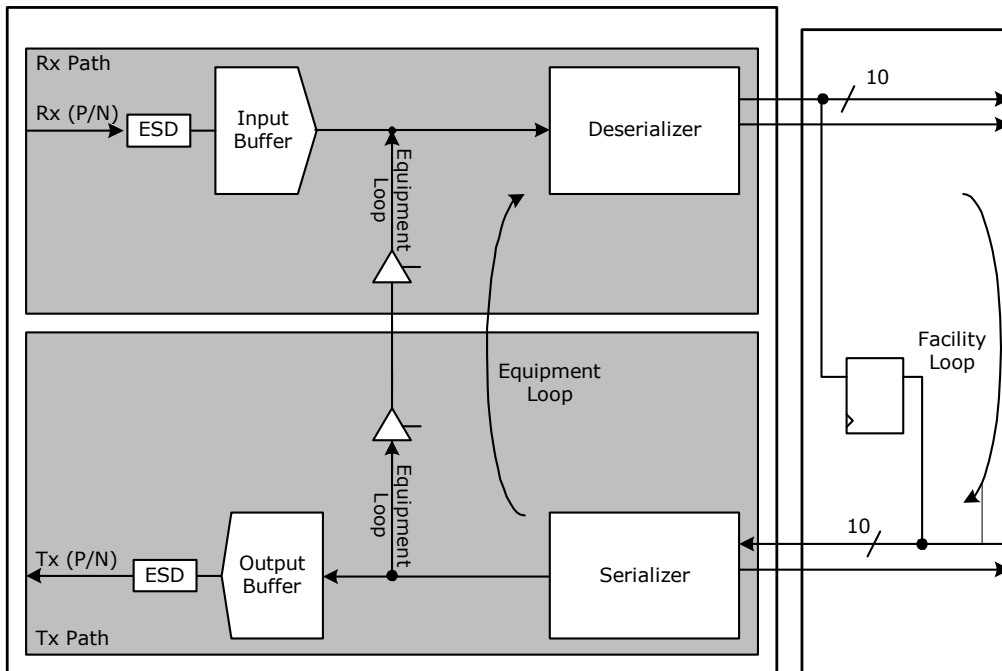 Rx Path
Rx (P/N)
ESD
Input
Buffer
Equipment
Loop
Deserializer
10
Equipment
Loop
Facility
Loop
Equipment
Loop
10
Tx (P/N)
ESD
Output
Buffer
Serializer
Tx Path